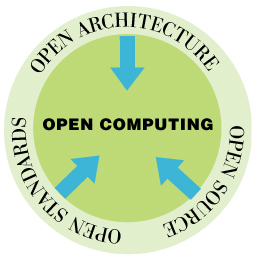 OPEN ARCHITECTURE
OPEN COMPUTING
OPEN STANDARDS
OPEN SOURCE